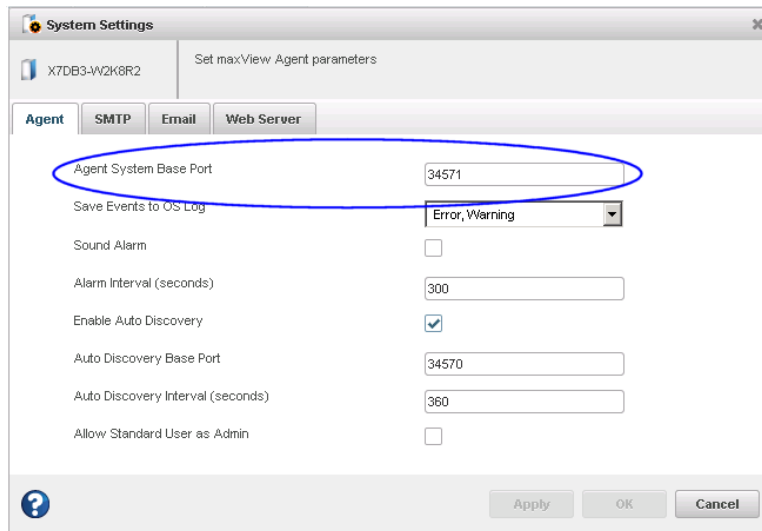 System Settings
X7DB3-W2K8R2
Set maxView Agent parameters
Agent SMTP Email Web Server
Agent System Base Port 34571
Save Events to OS Log Error, Warning
Sound Alarm
Alarm Interval (seconds) 300
Enable Auto Discovery
Auto Discovery Base Port 34570
Auto Discovery Interval (seconds) 360
Allow Standard User as Admin
? Apply OK Cancel